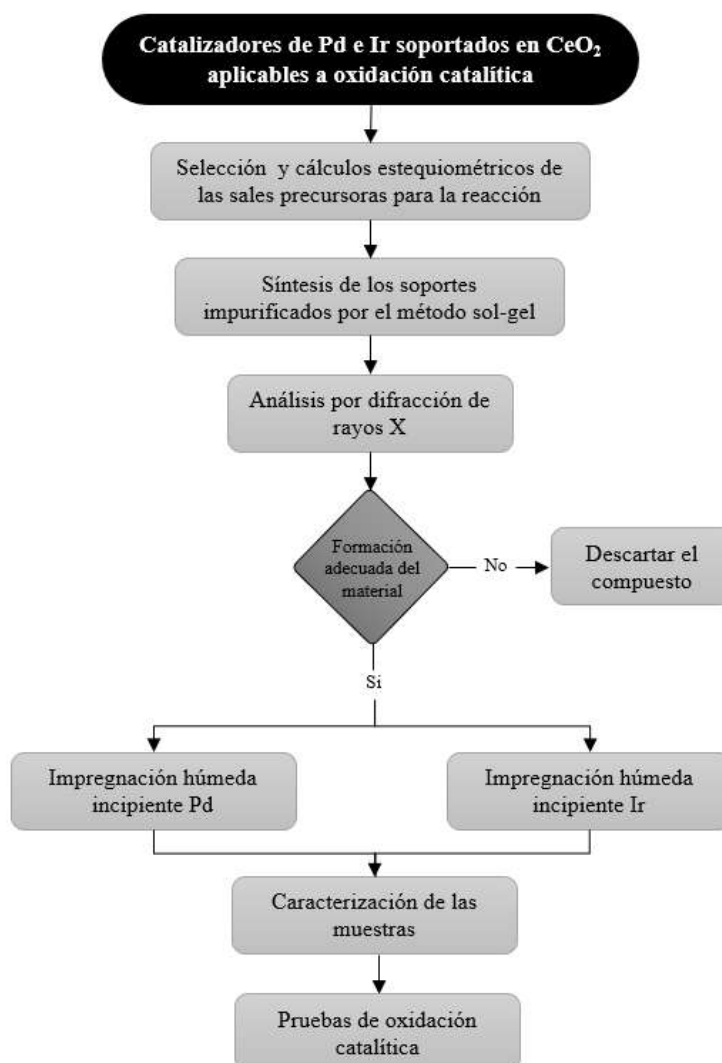 Catalizadores de Pd e Ir soportados en CeO₂
aplicables a oxidación catalítica
Selección y cálculos estequiométricos de
las sales precursoras para la reacción
Síntesis de los soportes
impurificados por el método sol-gel
Análisis por difracción de
rayos X
Formación
adecuada del
material
No
Descartar el
compuesto
Si
Impregnación húmeda
incipiente Pd
Impregnación húmeda
incipiente Ir
Caracterización de las
muestras
Pruebas de oxidación
catalítica